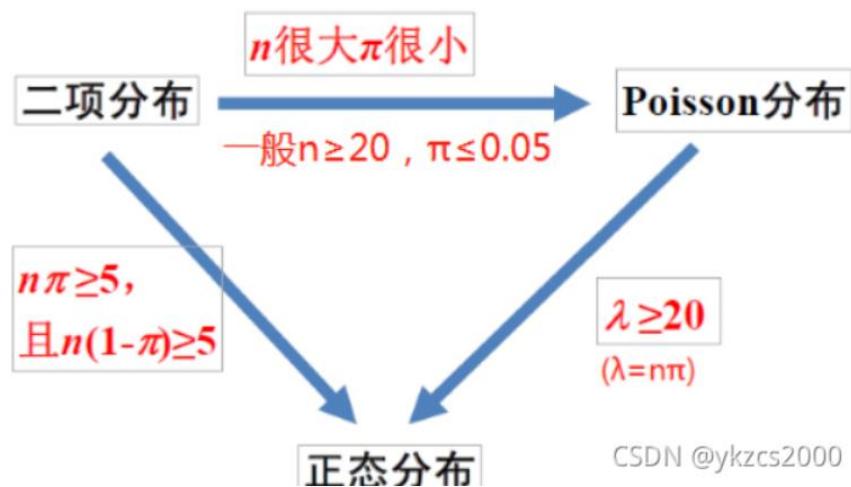 n很大π很小
二项分布
Poisson分布
一般n≥20，π≤0.05
nπ≥5，
且n(1-π)≥5
λ≥20
(λ=nπ)
正态分布
CSDN @ykzcs2000